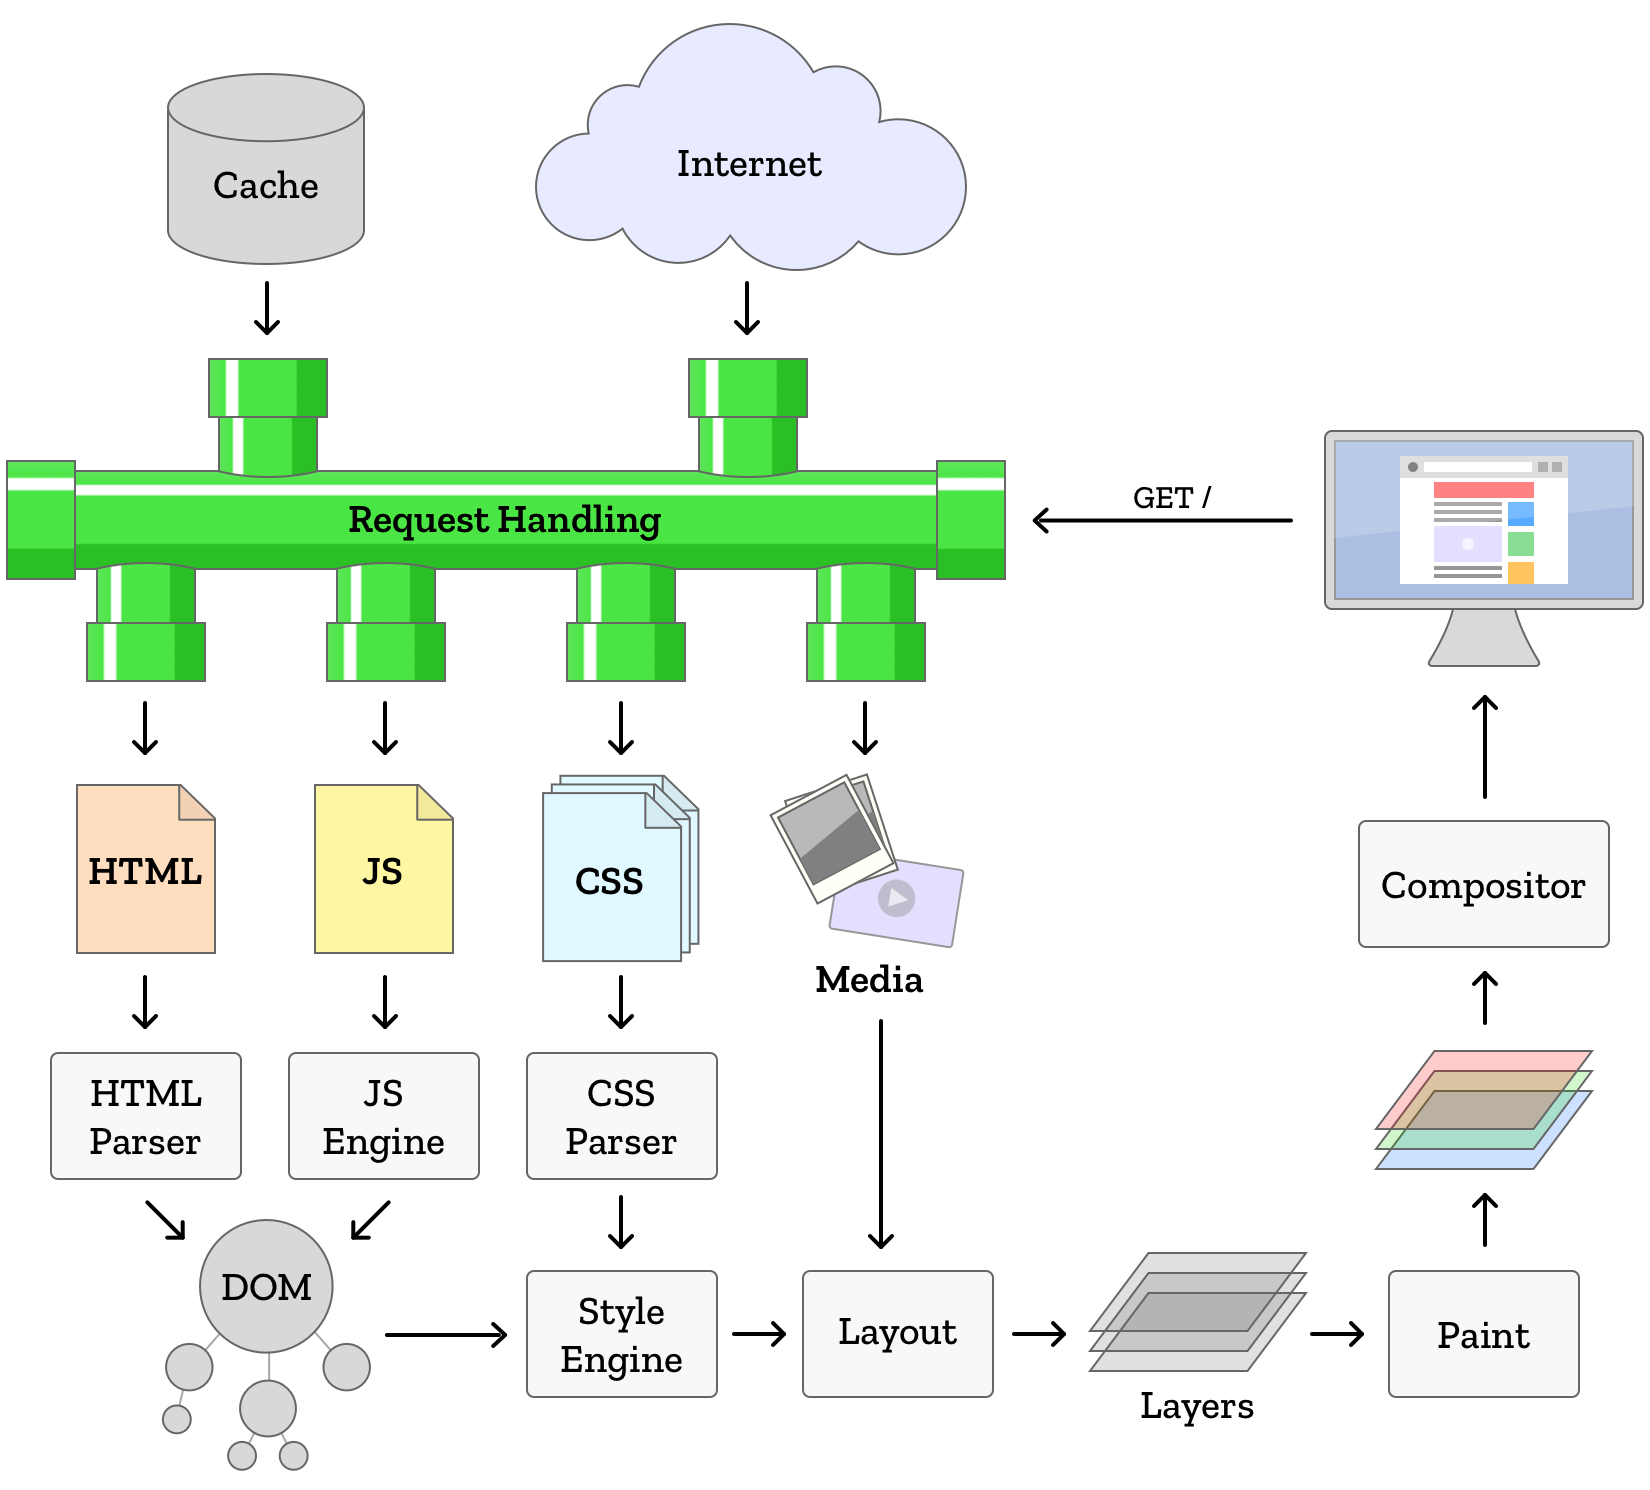 Cache
Internet
GET /
Request Handling
HTML
JS
CSS
Media
Compositor
HTML
Parser
JS
Engine
CSS
Parser
DOM
Style
Engine
Layout
Layers
Paint